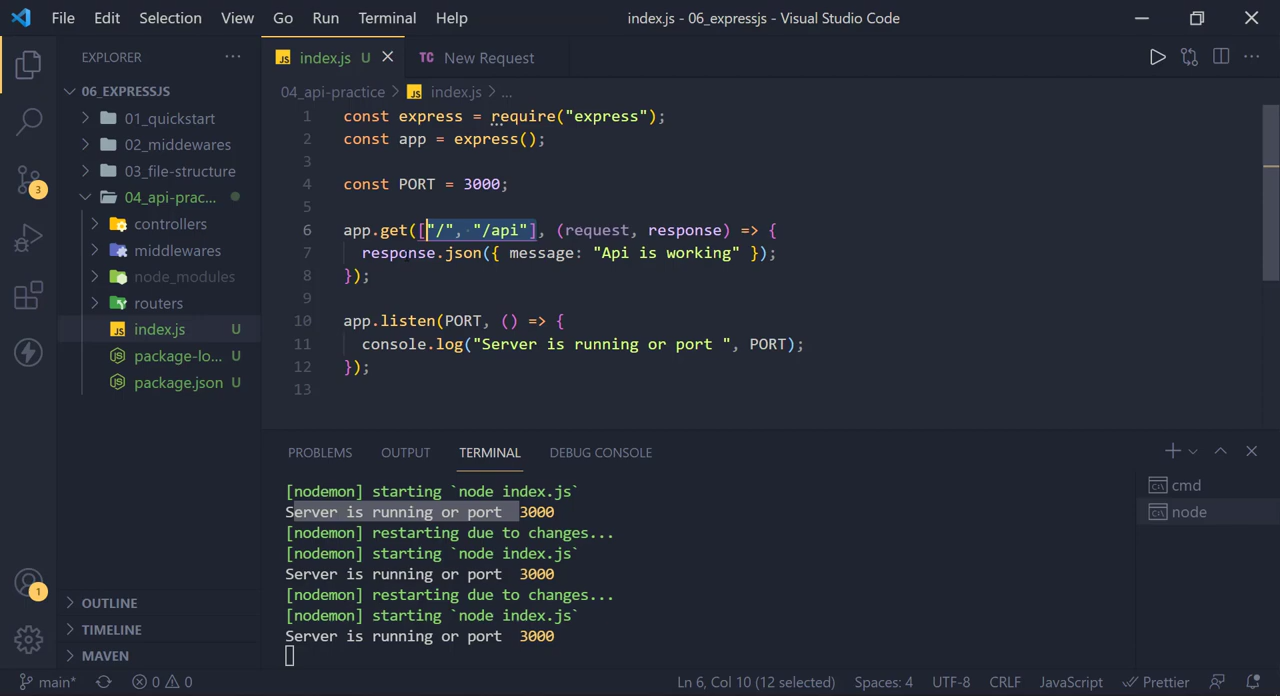 File Edit Selection View Go Run Terminal Help index.js - 06_expressjs - Visual Studio Code
EXPLORER ...
06_EXPRESSJS
01_quickstart
02_middewares
03_file-structure
04_api-prac...
controllers
middlewares
node_modules
routers
JS index.js U
package-lo... U
package.json U
OUTLINE
TIMELINE
MAVEN
3
1
JS index.js U TC New Request
04_api-practice > JS index.js > ...
1 const express = require("express");
2 const app = express();
3
4 const PORT = 3000;
5
6 app.get(["/", "/api"], (request, response) => {
7 response.json({ message: "Api is working" });
8 });
9
10 app.listen(PORT, () => {
11 console.log("Server is running or port ", PORT);
12 });
13
PROBLEMS OUTPUT TERMINAL DEBUG CONSOLE
[nodemon] starting `node index.js`
Server is running or port  3000
[nodemon] restarting due to changes...
[nodemon] starting `node index.js`
Server is running or port  3000
[nodemon] restarting due to changes...
[nodemon] starting `node index.js`
Server is running or port  3000
cmd
node
main* 0 0 Ln 6, Col 10 (12 selected) Spaces: 4 UTF-8 CRLF JavaScript Prettier